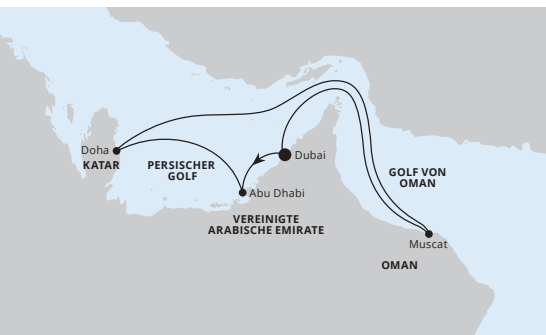 Doha
KATAR
PERSISCHER
GOLF
Dubai
Abu Dhabi
VEREINIGTE
ARABISCHE EMIRATE
GOLF VON
OMAN
Muscat
OMAN